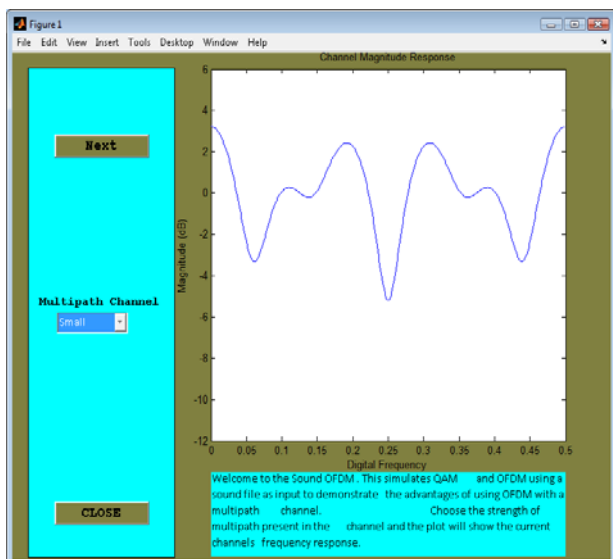 Figure 1
File Edit View Insert Tools Desktop Window Help
Channel Magnitude Response
Next
Multipath Channel
Small
CLOSE
Magnitude (dB)
6
4
2
0
-2
-4
-6
-8
-10
-12
0 0.05 0.1 0.15 0.2 0.25 0.3 0.35 0.4 0.45 0.5
Digital Frequency
Welcome to the Sound OFDM . This simulates QAM and OFDM using a
sound file as input to demonstrate the advantages of using OFDM with a
multipath channel. Choose the strength of
multipath present in the channel and the plot will show the current
channels frequency response.